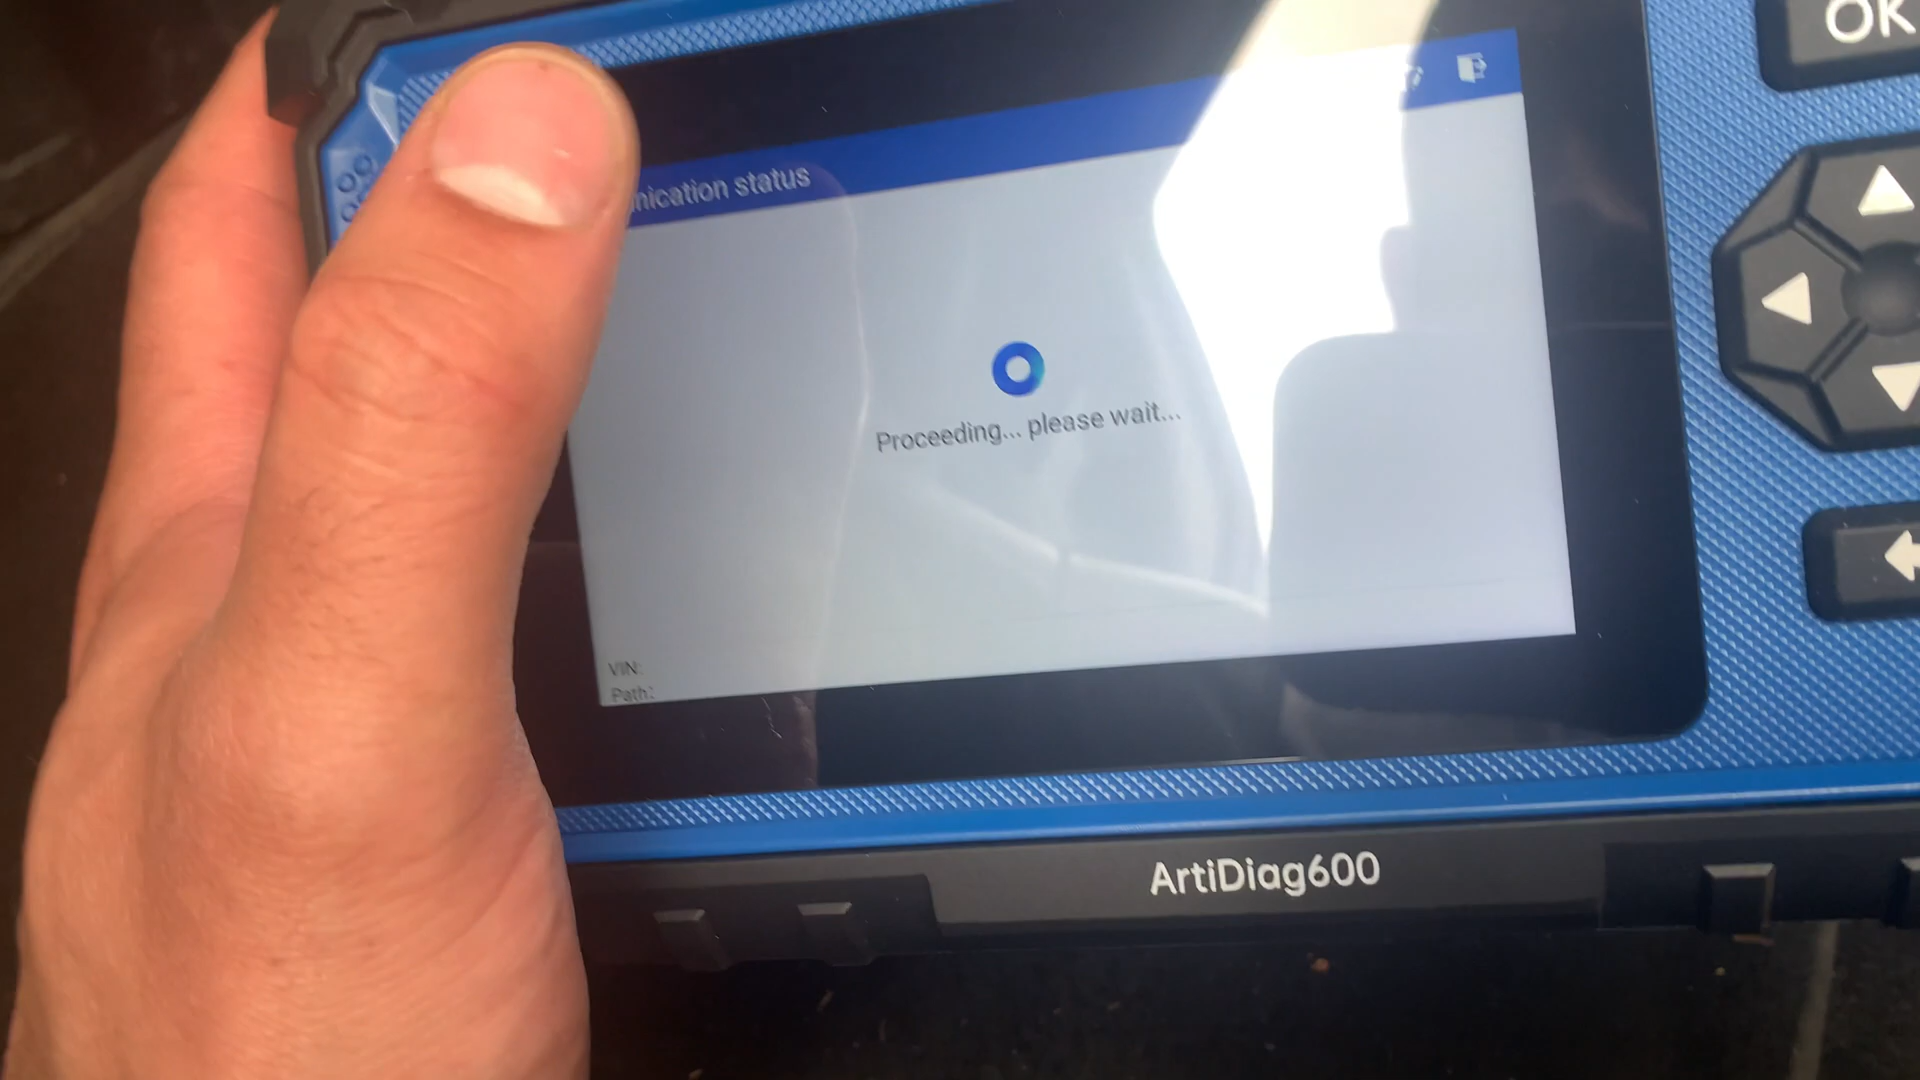 OK
nication status
Proceeding... please wait...
VIN:
Path:
ArtiDiag600